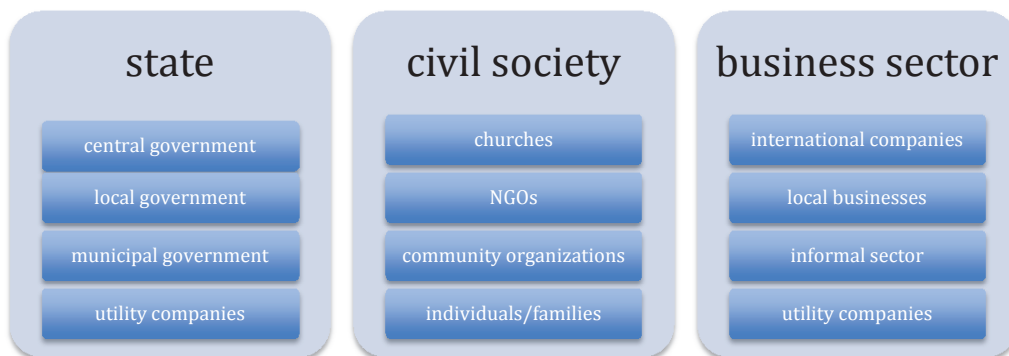 state
central government
local government
municipal government
utility companies
civil society
churches
NGOs
community organizations
individuals/families
business sector
international companies
local businesses
informal sector
utility companies